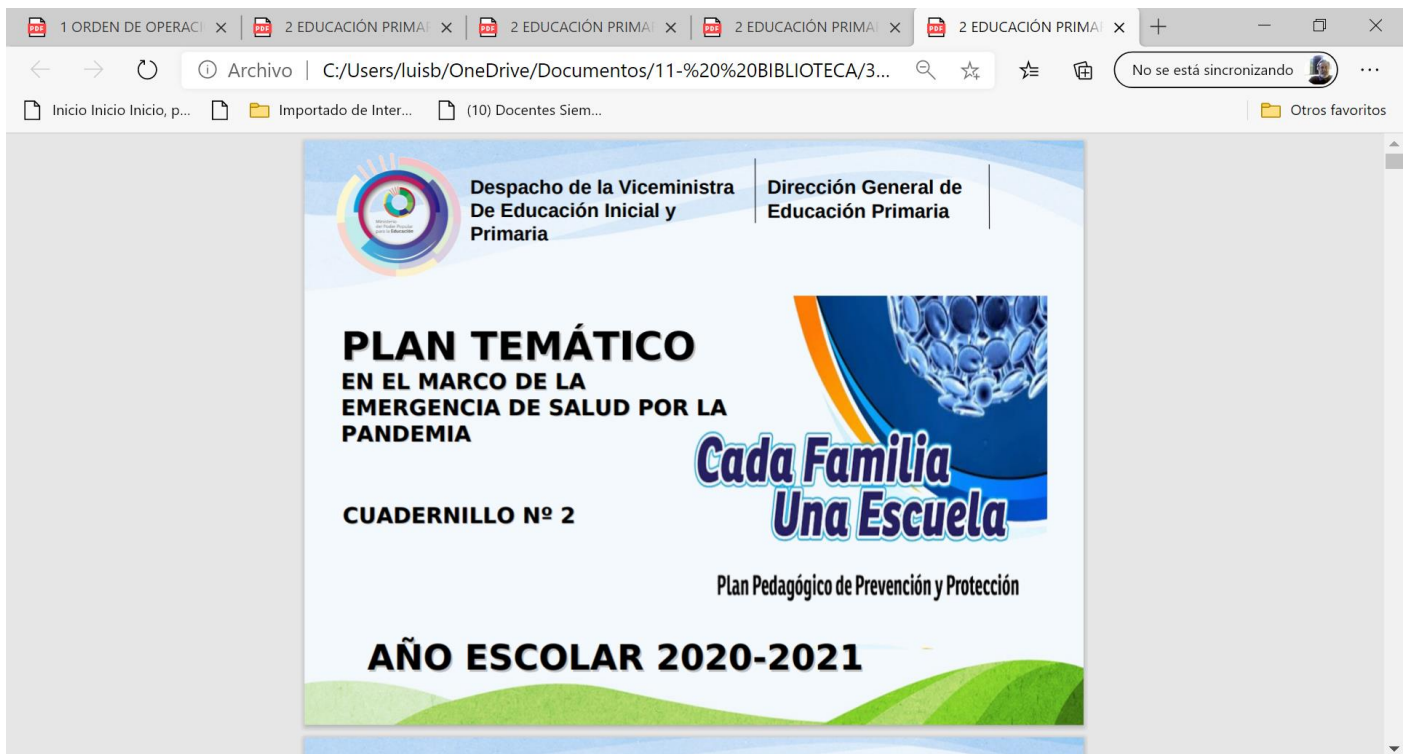 1 ORDEN DE OPERACI
2 EDUCACIÓN PRIMAR
2 EDUCACIÓN PRIMAR
2 EDUCACIÓN PRIMAR
2 EDUCACIÓN PRIMAR
Archivo
C:/Users/luisb/OneDrive/Documentos/11-%20%20BIBLIOTECA/3...
No se está sincronizando
Inicio Inicio Inicio, p...
Importado de Inter...
(10) Docentes Siem...
Otros favoritos
Despacho de la Viceministra
De Educación Inicial y
Primaria
Dirección General de
Educación Primaria
PLAN TEMÁTICO
EN EL MARCO DE LA
EMERGENCIA DE SALUD POR LA
PANDEMIA
Cada Familia
Una Escuela
CUADERNILLO Nº 2
Plan Pedagógico de Prevención y Protección
AÑO ESCOLAR 2020-2021